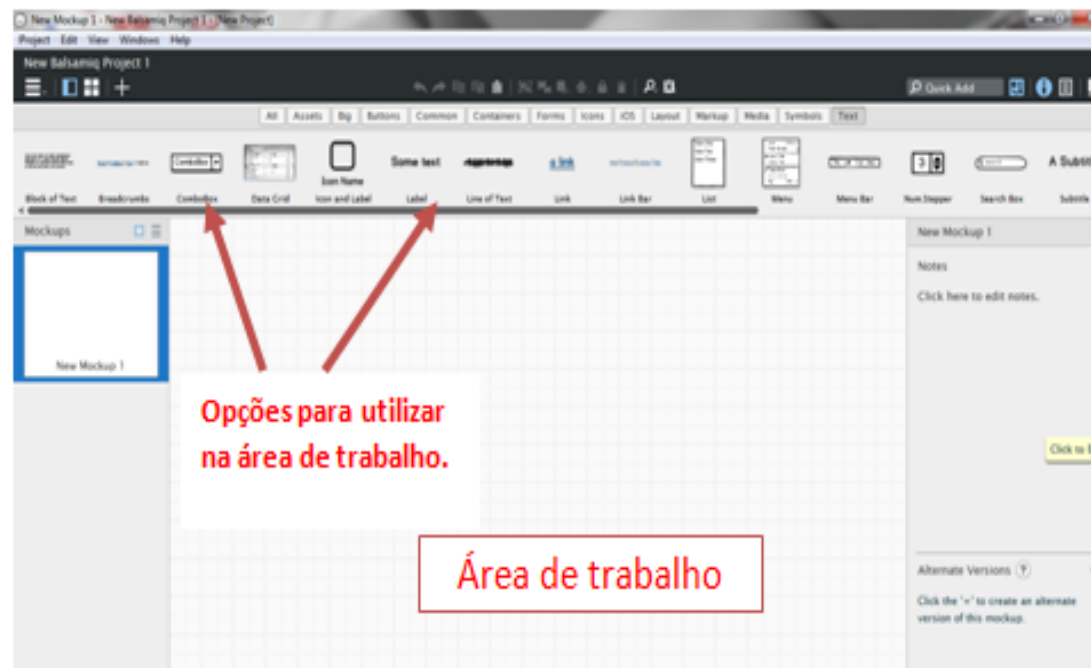 New Mockup 1 - New Balsamiq Project 1 - [New Project]
Project Edit View Windows Help
New Balsamiq Project 1
Quick Add
All Assets Big Buttons Common Containers Forms Icons iOS Layout Markup Media Symbols Text
ComboBox Some text a link 3 A Subtit
Icon Name
Block of Text Breadcrumbs ComboBox Data Grid Icon and Label Label Line of Text Link Link Bar List Menu Menu Bar Num.Stepper Search Box Subtitle
Mockups
New Mockup 1
New Mockup 1
Notes
Click here to edit notes.
Opções para utilizar
na área de trabalho.
Click to E
Área de trabalho
Alternate Versions ?
Click the '+' to create an alternate
version of this mockup.